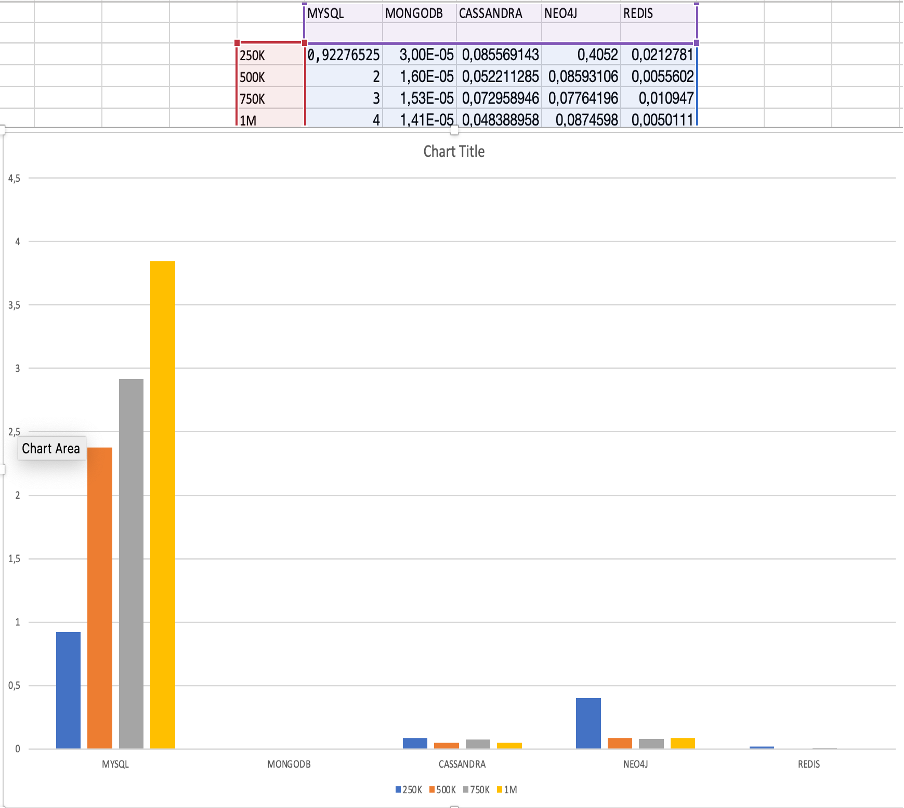 MYSQL MONGODB CASSANDRA NEO4J REDIS
250K 0,92276525 3,00E-05 0,085569143 0,4052 0,0212781
500K 2 1,60E-05 0,052211285 0,08593106 0,0055602
750K 3 1,53E-05 0,072958946 0,07764196 0,010947
1M 4 1,41E-05 0,048388958 0,0874598 0,0050111
Chart Title
4,5
4
3,5
3
2,5
Chart Area
2
1,5
1
0,5
0
MYSQL MONGODB CASSANDRA NEO4J REDIS
250K 500K 750K 1M